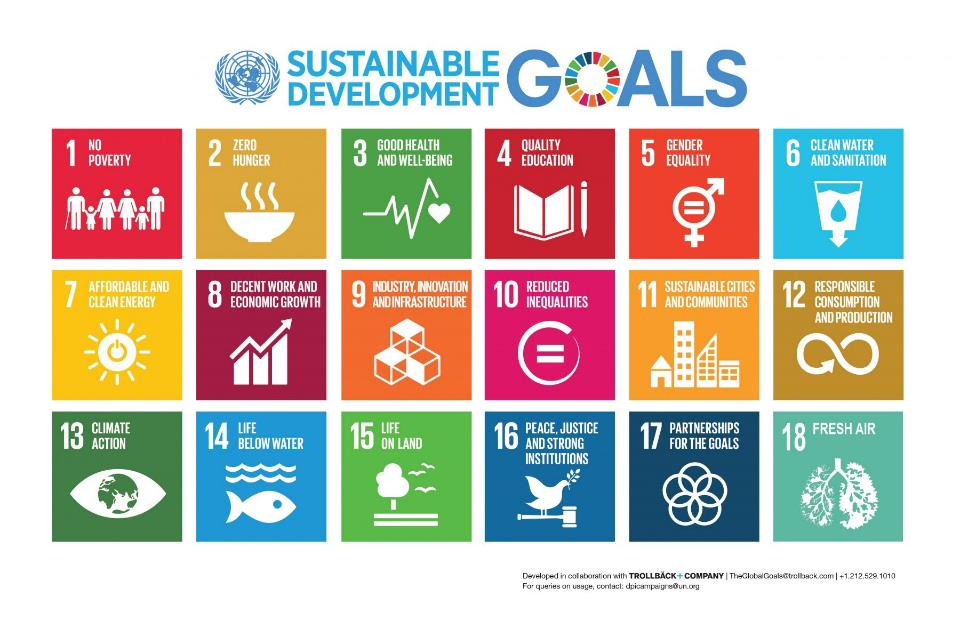 SUSTAINABLE
DEVELOPMENT
GOALS
1 NO
POVERTY
2 ZERO
HUNGER
3 GOOD HEALTH
AND WELL-BEING
4 QUALITY
EDUCATION
5 GENDER
EQUALITY
6 CLEAN WATER
AND SANITATION
7 AFFORDABLE AND
CLEAN ENERGY
8 DECENT WORK AND
ECONOMIC GROWTH
9 INDUSTRY, INNOVATION
AND INFRASTRUCTURE
10 REDUCED
INEQUALITIES
11 SUSTAINABLE CITIES
AND COMMUNITIES
12 RESPONSIBLE
CONSUMPTION
AND PRODUCTION
13 CLIMATE
ACTION
14 LIFE
BELOW WATER
15 LIFE
ON LAND
16 PEACE, JUSTICE
AND STRONG
INSTITUTIONS
17 PARTNERSHIPS
FOR THE GOALS
18 FRESH AIR
Developed in collaboration with TROLLBÄCK+COMPANY | TheGlobalGoals@trollback.com | +1.212.529.1010
For queries on usage, contact: dpicampaigns@un.org